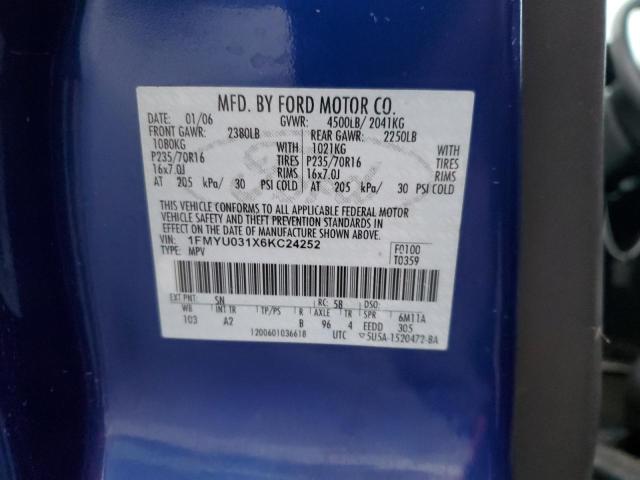 MFD. BY FORD MOTOR CO.
DATE: 01/06 GVWR: 4500LB/ 2041KG
FRONT GAWR: 2380LB REAR GAWR: 2250LB
1080KG WITH 1021KG WITH
P235/70R16 TIRES P235/70R16 TIRES
16x7.0J RIMS 16x7.0J RIMS
AT 205 kPa/ 30 PSI COLD AT 205 kPa/ 30 PSI COLD
THIS VEHICLE CONFORMS TO ALL APPLICABLE FEDERAL MOTOR
VEHICLE SAFETY AND THEFT PREVENTION STANDARDS IN
EFFECT ON THE DATE OF MANUFACTURE SHOWN ABOVE.
VIN: 1FMYU031X6KC24252 F0100
TYPE: MPV T0359
EXT PNT: SN RC: 58 DSO:
WB INT TR TP/PS R AXLE TR SPR 6M11A
103 A2 B 96 4 EEDD 305
1200601036618 UTC 5U5A-1520472-BA
Ford